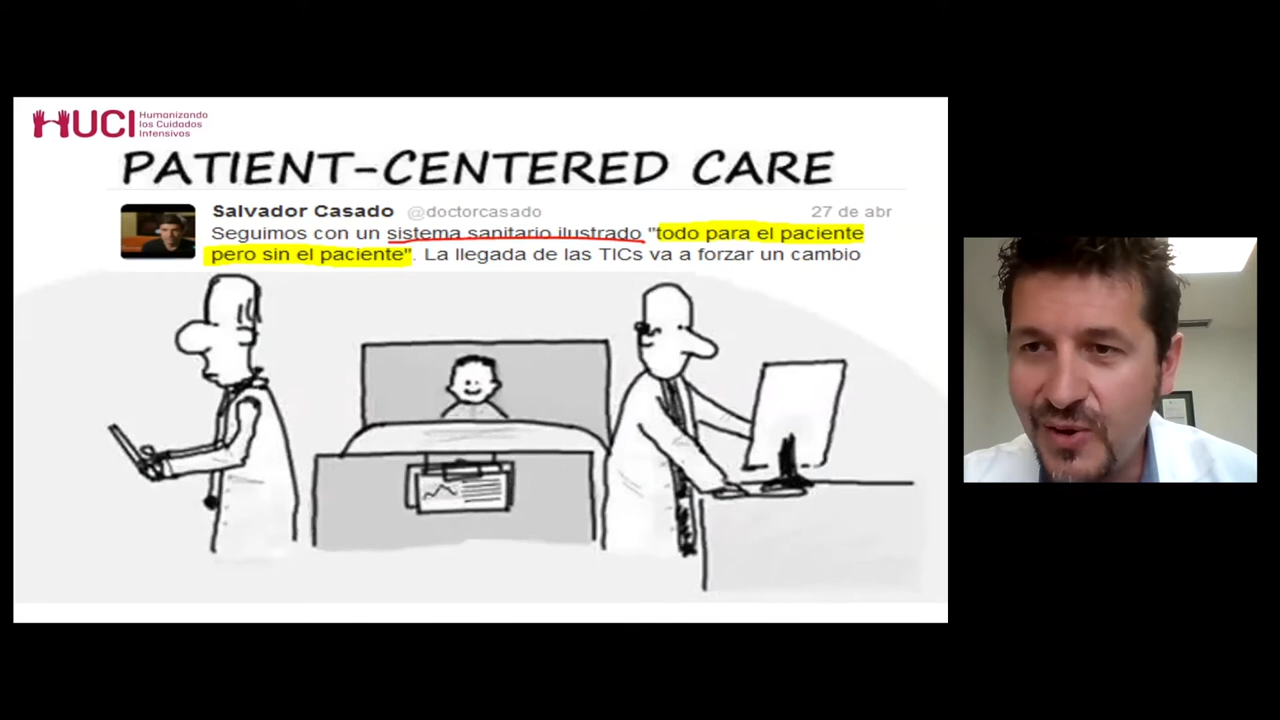 HUCI
Humanizando
los Cuidados
Intensivos
PATIENT-CENTERED CARE
Salvador Casado @doctorcasado 27 de abr
Seguimos con un sistema sanitario ilustrado "todo para el paciente
pero sin el paciente". La llegada de las TICs va a forzar un cambio